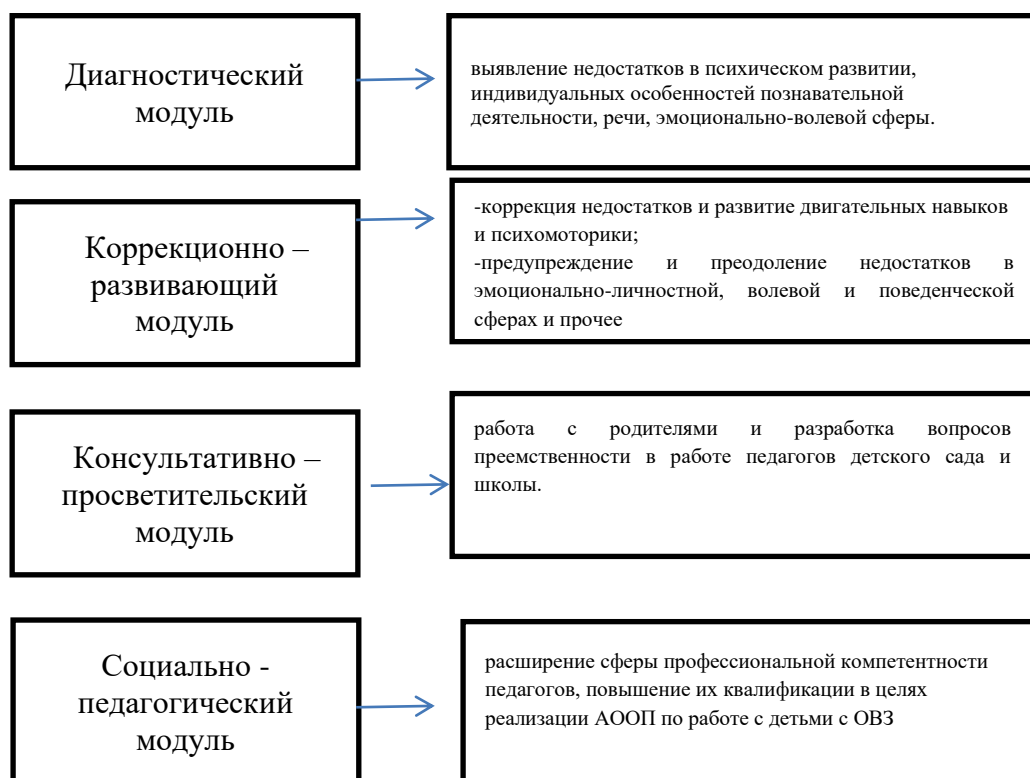 Диагностический
модуль
выявление недостатков в психическом развитии,
индивидуальных особенностей познавательной
деятельности, речи, эмоционально-волевой сферы.
Коррекционно –
развивающий
модуль
-коррекция недостатков и развитие двигательных навыков
и психомоторики;
-предупреждение и преодоление недостатков в
эмоционально-личностной, волевой и поведенческой
сферах и прочее
Консультативно –
просветительский
модуль
работа с родителями и разработка вопросов
преемственности в работе педагогов детского сада и
школы.
Социально -
педагогический
модуль
расширение сферы профессиональной компетентности
педагогов, повышение их квалификации в целях
реализации АООП по работе с детьми с ОВЗ